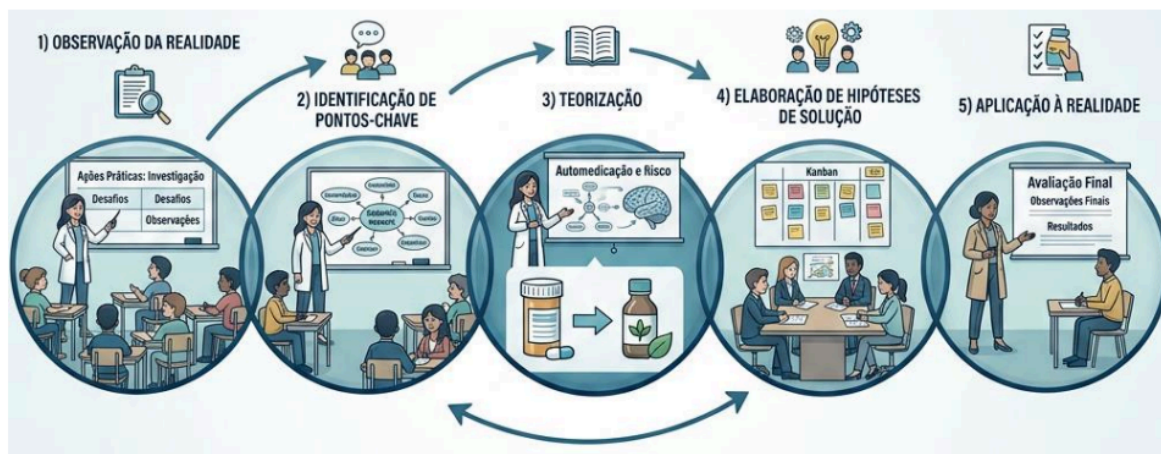 1) OBSERVAÇÃO DA REALIDADE
Ações Práticas: Investigação
Desafios
Desafios
Observações
2) IDENTIFICAÇÃO DE
PONTOS-CHAVE
3) TEORIZAÇÃO
Automedicação e Risco
4) ELABORAÇÃO DE HIPÓTESES
DE SOLUÇÃO
Kanban
5) APLICAÇÃO À REALIDADE
Avaliação Final
Observações Finais
Resultados